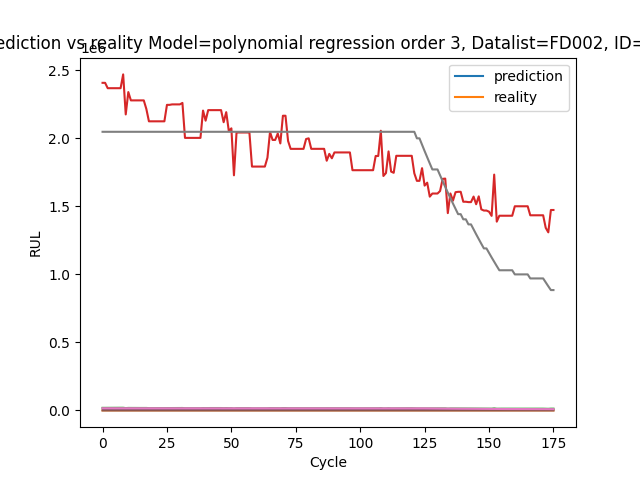 ediction vs reality Model=polynomial regression order 3, Datalist=FD002, ID=
1e6
prediction
reality
2.5
2.0
1.5
1.0
0.5
0.0
RUL
0 25 50 75 100 125 150 175
Cycle